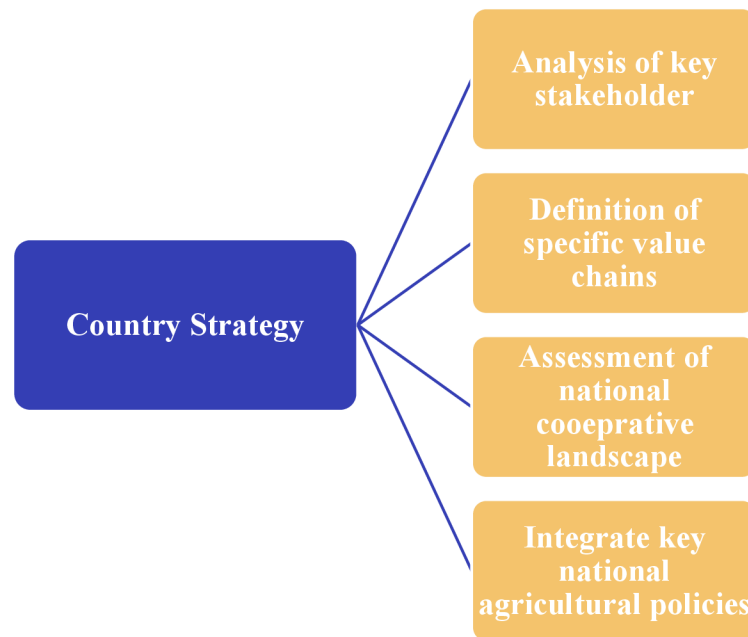 Country Strategy
Analysis of key
stakeholder
Definition of
specific value
chains
Assessment of
national
cooeprative
landscape
Integrate key
national
agricultural policies